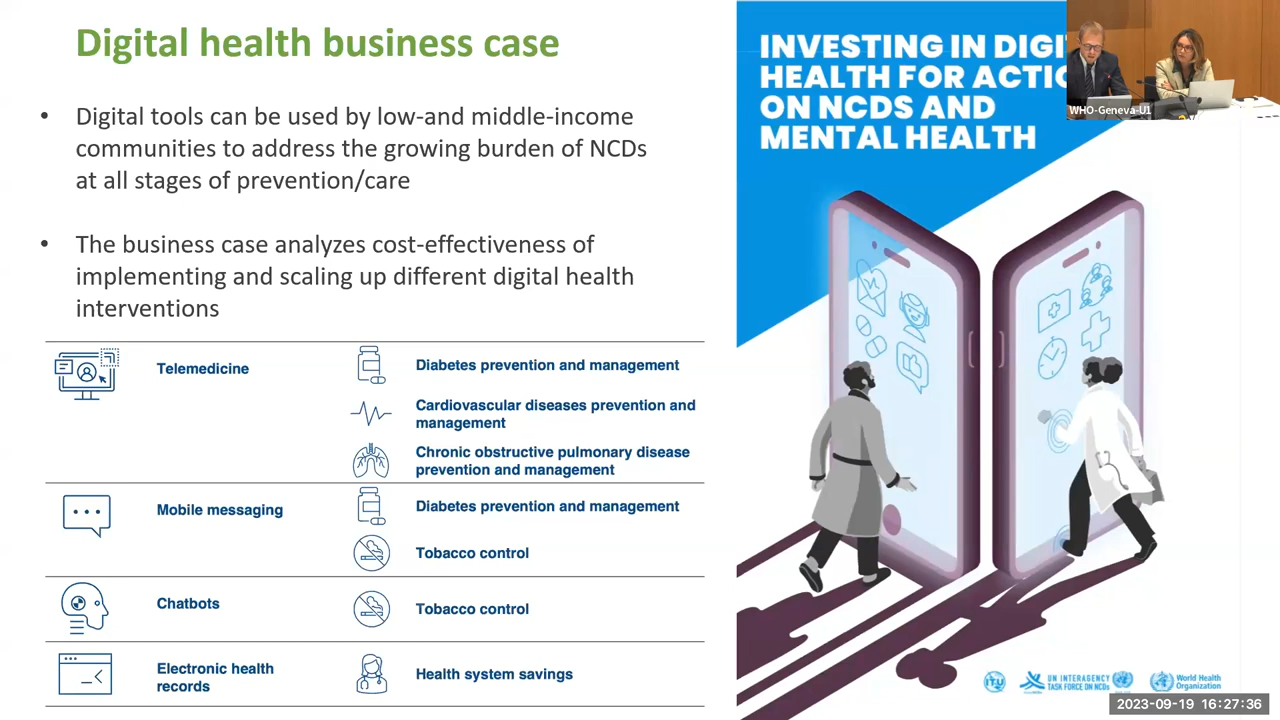 Digital health business case
• Digital tools can be used by low-and middle-income
communities to address the growing burden of NCDs
at all stages of prevention/care
• The business case analyzes cost-effectiveness of
implementing and scaling up different digital health
interventions
Telemedicine
Diabetes prevention and management
Cardiovascular diseases prevention and
management
Chronic obstructive pulmonary disease
prevention and management
Mobile messaging
Diabetes prevention and management
Tobacco control
Chatbots
Tobacco control
Electronic health
records
Health system savings
INVESTING IN DIGI
HEALTH FOR ACTIO
ON NCDS AND
MENTAL HEALTH
WHO-Geneva-U1
ITU
UN INTERAGENCY
TASK FORCE ON NCDs
World Health
Organization
2023-09-19 16:27:36